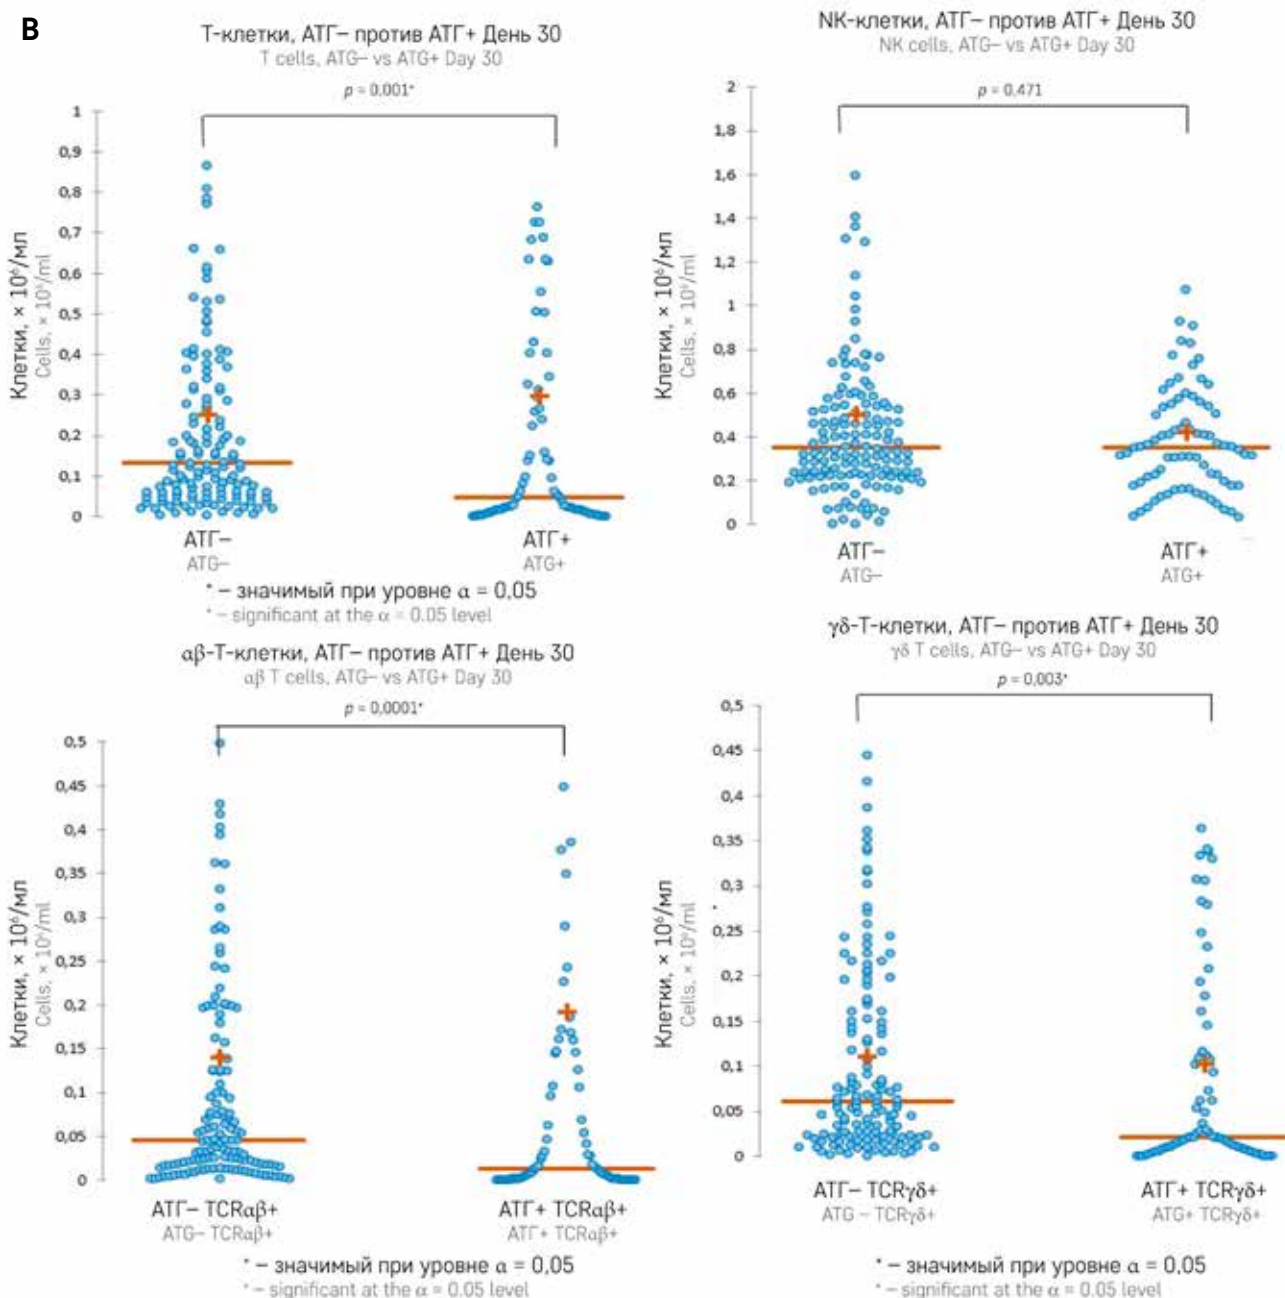 B
T-клетки, АТГ– против АТГ+ День 30
T cells, ATG– vs ATG+ Day 30
p = 0,001*
1
0,9
0,8
0,7
0,6
0,5
0,4
0,3
0,2
0,1
0
Клетки, × 10⁶/мл
Cells, × 10⁶/ml
АТГ–
ATG–
АТГ+
ATG+
* – значимый при уровне α = 0,05
* – significant at the α = 0.05 level
NK-клетки, АТГ– против АТГ+ День 30
NK cells, ATG– vs ATG+ Day 30
p = 0,471
2
1,8
1,6
1,4
1,2
1
0,8
0,6
0,4
0,2
0
Клетки, × 10⁶/мл
Cells, × 10⁶/ml
АТГ–
ATG–
АТГ+
ATG+
αβ-Т-клетки, АТГ– против АТГ+ День 30
αβ T cells, ATG– vs ATG+ Day 30
p = 0,0001*
0,5
0,45
0,4
0,35
0,3
0,25
0,2
0,15
0,1
0,05
0
Клетки, × 10⁶/мл
Cells, × 10⁶/ml
АТГ– TCRαβ+
ATG– TCRαβ+
АТГ+ TCRαβ+
АТГ+ TCRαβ+
* – значимый при уровне α = 0,05
* – significant at the α = 0.05 level
γδ-Т-клетки, АТГ– против АТГ+ День 30
γδ T cells, ATG– vs ATG+ Day 30
p = 0,003*
0,5
0,45
0,4
0,35
0,3
0,25
0,2
0,15
0,1
0,05
0
Клетки, × 10⁶/мл
Cells, × 10⁶/ml
АТГ– TCRγδ+
ATG – TCRγδ+
АТГ+ TCRγδ+
ATG+ TCRγδ+
* – значимый при уровне α = 0,05
* – significant at the α = 0.05 level